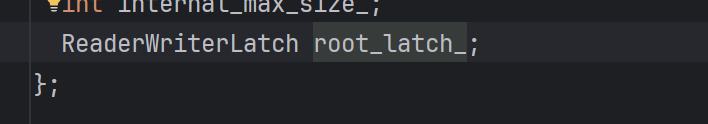 int internal_max_size_;
ReaderWriterLatch root_latch_;
};